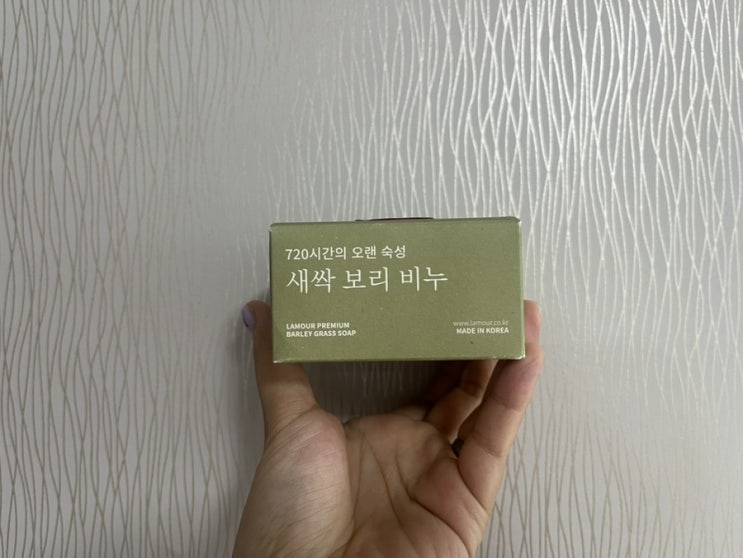 720시간의 오랜 숙성
새싹 보리 비누
LAMOUR PREMIUM
BARLEY GRASS SOAP
www.lamour.co.kr
MADE IN KOREA